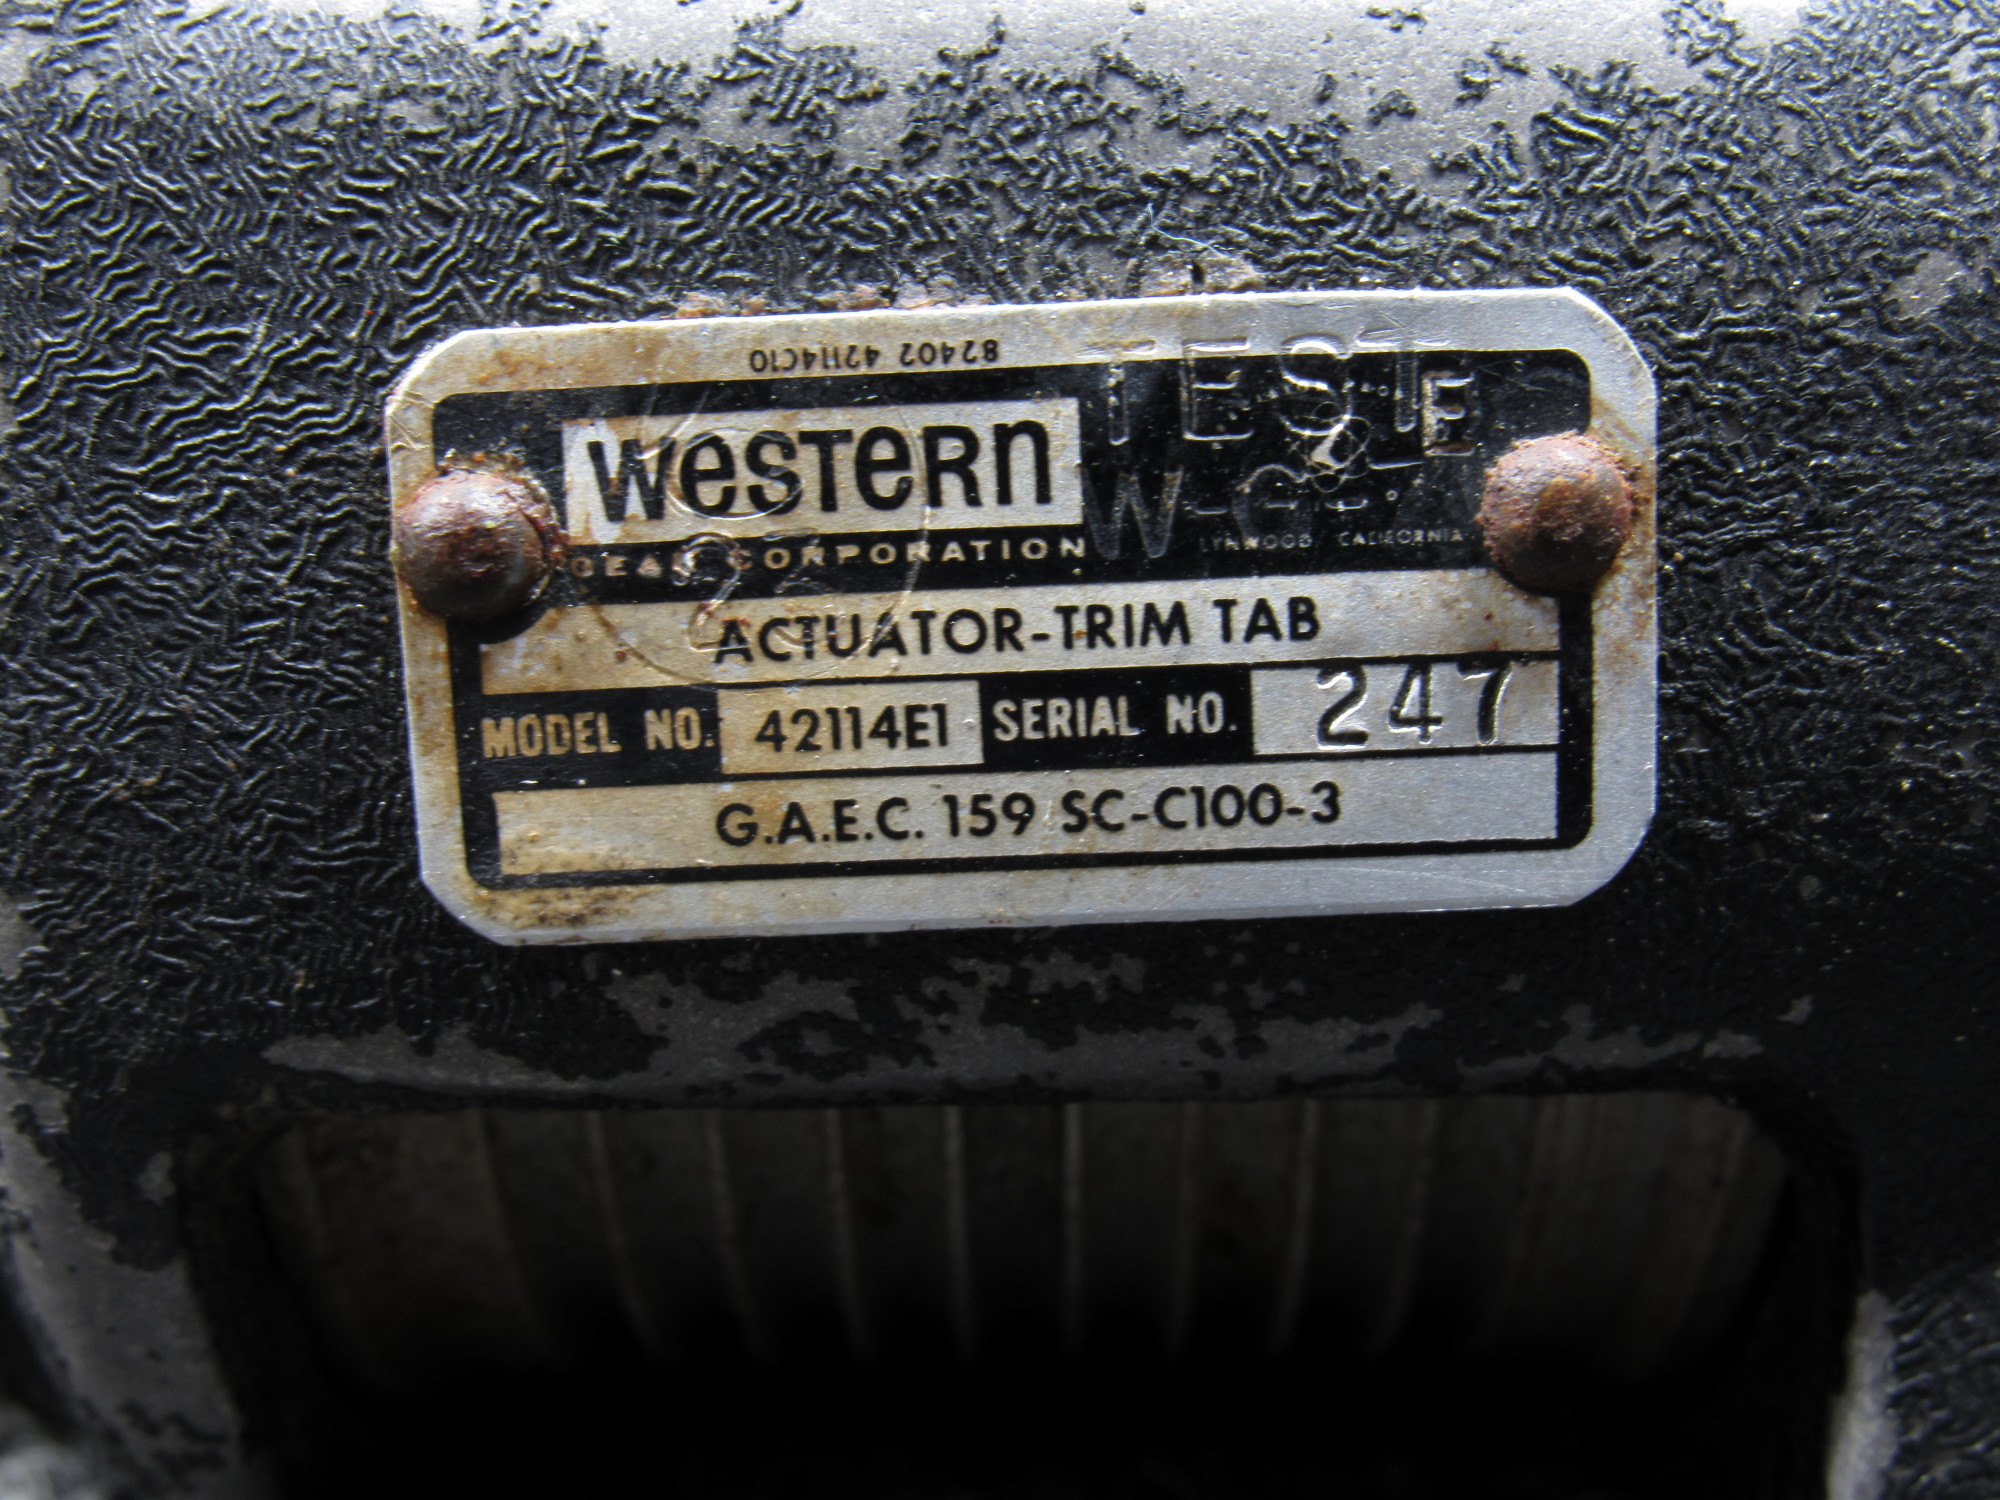 82402 42114C10
TEST
E
WESTERN
W G
GEAR CORPORATION
LYNWOOD, CALIFORNIA
ACTUATOR-TRIM TAB
MODEL NO. 42114E1 SERIAL NO. 247
G.A.E.C. 159 SC-C100-3